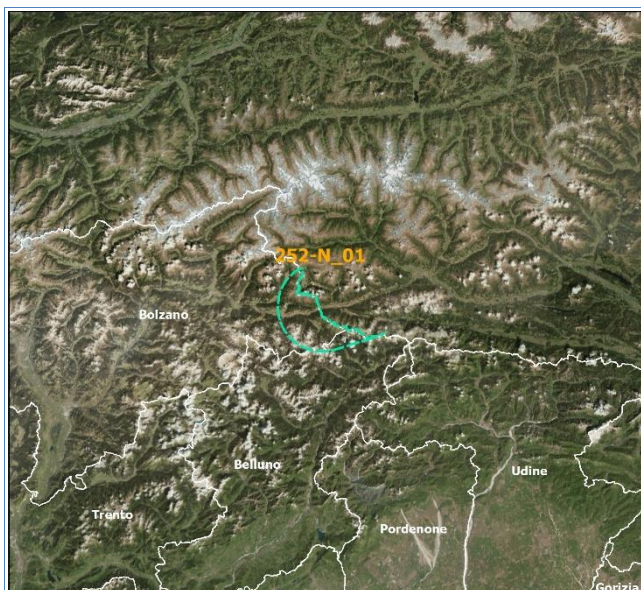 252-N_01
Bolzano
Belluno
Udine
Trento
Pordenone
Gorizia